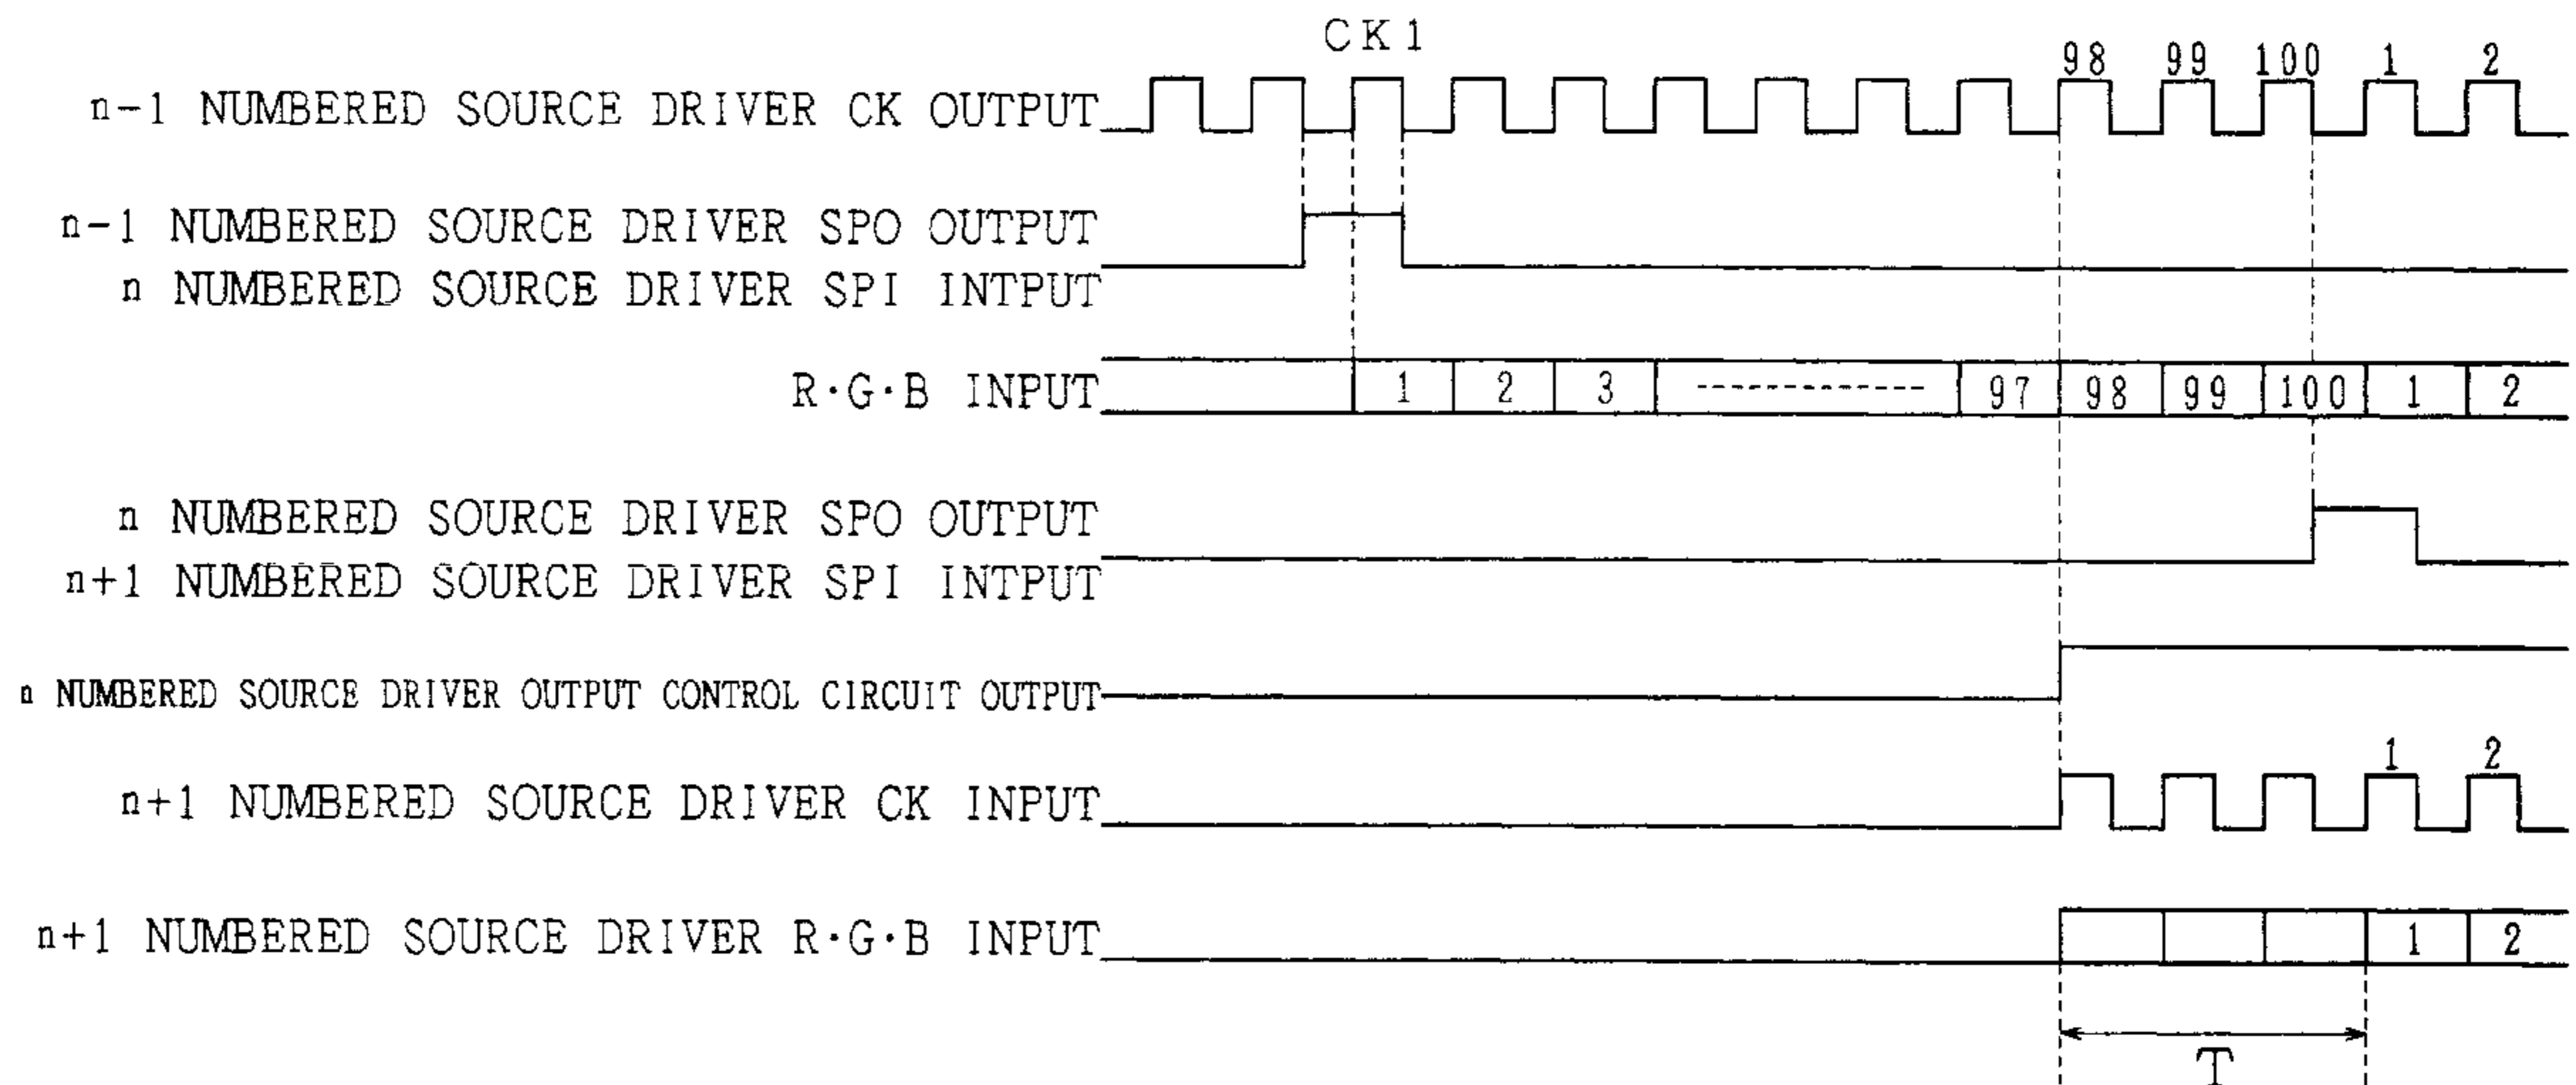 CK1
98 99 100 1 2
n-1 NUMBERED SOURCE DRIVER CK OUTPUT
n-1 NUMBERED SOURCE DRIVER SPO OUTPUT
n NUMBERED SOURCE DRIVER SPI INTPUT
R·G·B INPUT 1 2 3 97 98 99 100 1 2
n NUMBERED SOURCE DRIVER SPO OUTPUT
n+1 NUMBERED SOURCE DRIVER SPI INTPUT
n NUMBERED SOURCE DRIVER OUTPUT CONTROL CIRCUIT OUTPUT
1 2
n+1 NUMBERED SOURCE DRIVER CK INPUT
n+1 NUMBERED SOURCE DRIVER R·G·B INPUT 1 2
T